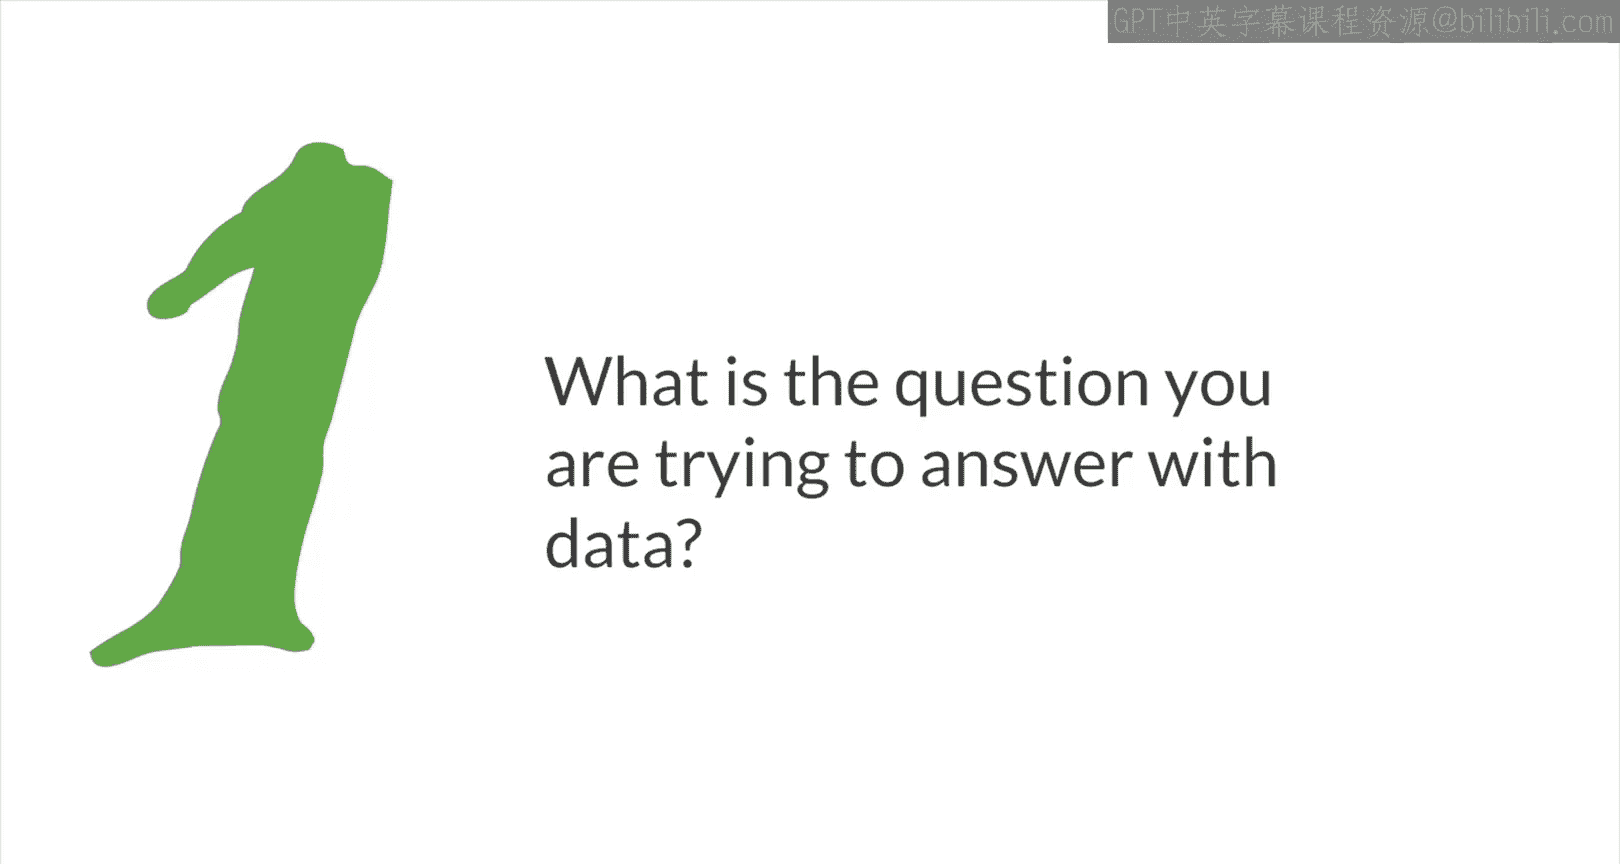 GPT中英字幕课程资源@bilibili.com
1
What is the question you
are trying to answer with
data?